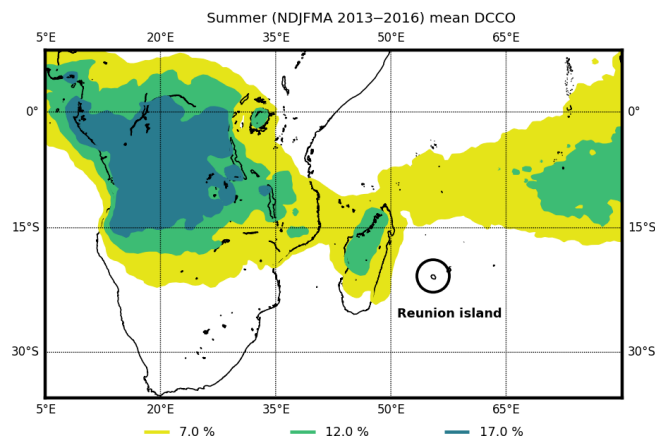 Summer (NDJFMA 2013−2016) mean DCCO
5°E 20°E 35°E 50°E 65°E
0° 0°
15°S 15°S
Reunion island
30°S 30°S
5°E 20°E 35°E 50°E 65°E
7.0 % 12.0 % 17.0 %